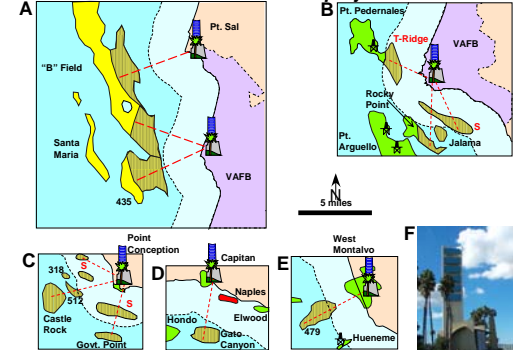 A
Pt. Sal
"B" Field
Santa
Maria
435
VAFB
B
Pt. Pedernales
T-Ridge
VAFB
Rocky
Point
S
Pt.
Arguello
Jalama
N
5 miles
C
Point
Conception
318
S
512
S
Castle
Rock
Govt. Point
D
Capitan
Naples
Elwood
Hondo
Gato
Canyon
E
West
Montalvo
479
Hueneme
F